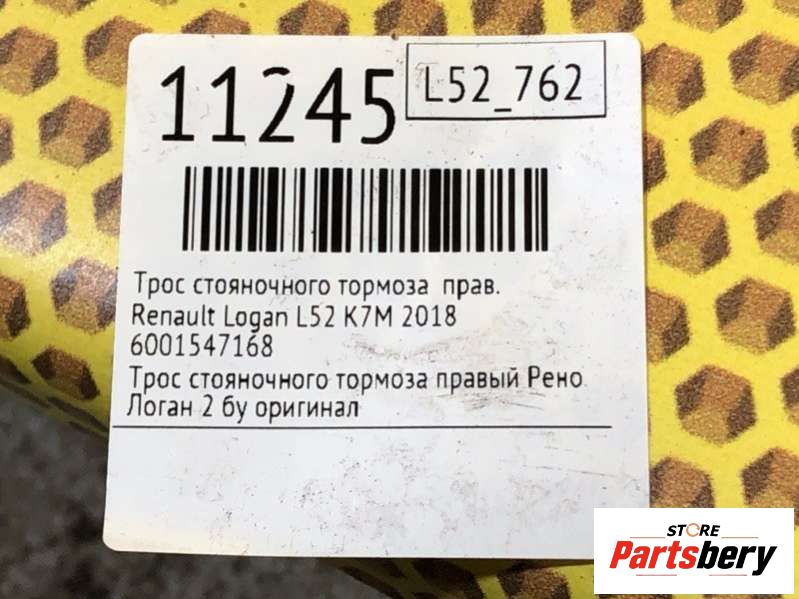 11245
L52_762
Трос стояночного тормоза прав.
Renault Logan L52 K7M 2018
6001547168
Трос стояночного тормоза правый Рено
Логан 2 бу оригинал
STORE
Partsbery